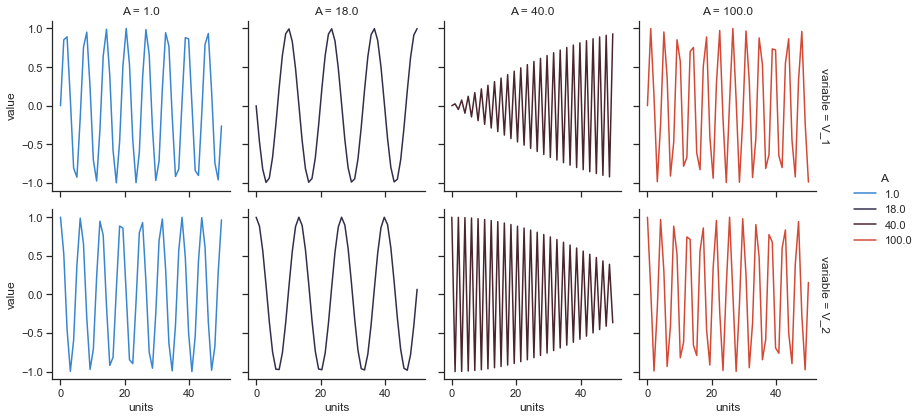 A = 1.0
A = 18.0
A = 40.0
A = 100.0
1.0
0.5
0.0
−0.5
−1.0
value
variable = V_1
A
1.0
18.0
40.0
100.0
1.0
0.5
0.0
−0.5
−1.0
value
variable = V_2
0
20
40
0
20
40
0
20
40
0
20
40
units
units
units
units